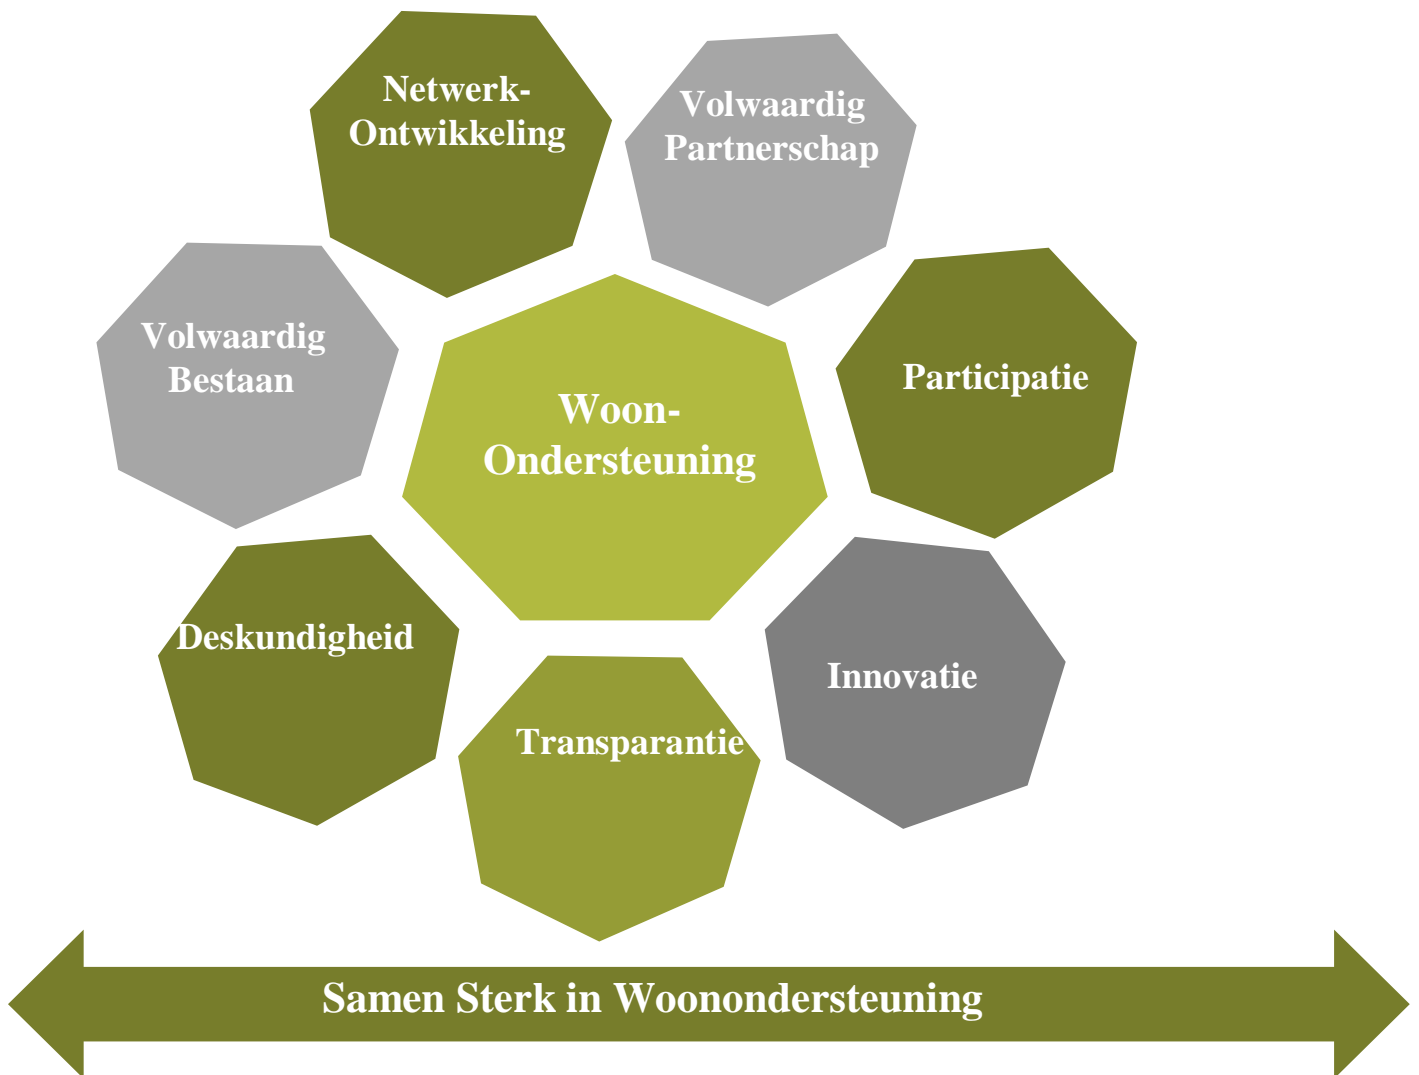 Netwerk-
Ontwikkeling
Volwaardig
Partnerschap
Volwaardig
Bestaan
Participatie
Woon-
Ondersteuning
Deskundigheid
Innovatie
Transparantie
Samen Sterk in Woonondersteuning